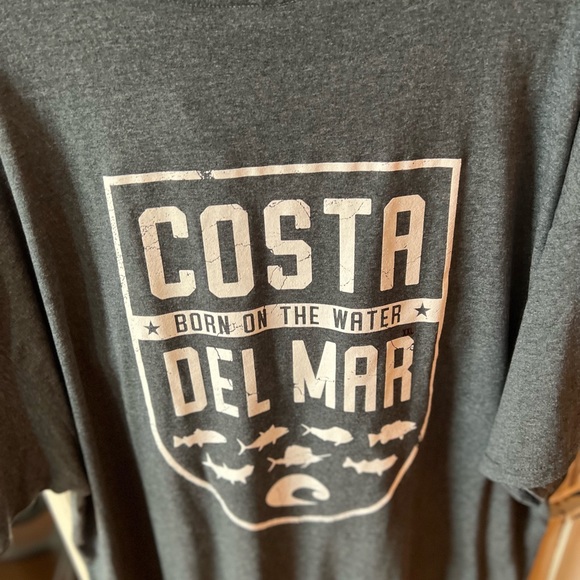 COSTA
BORN ON THE WATER
DEL MAR